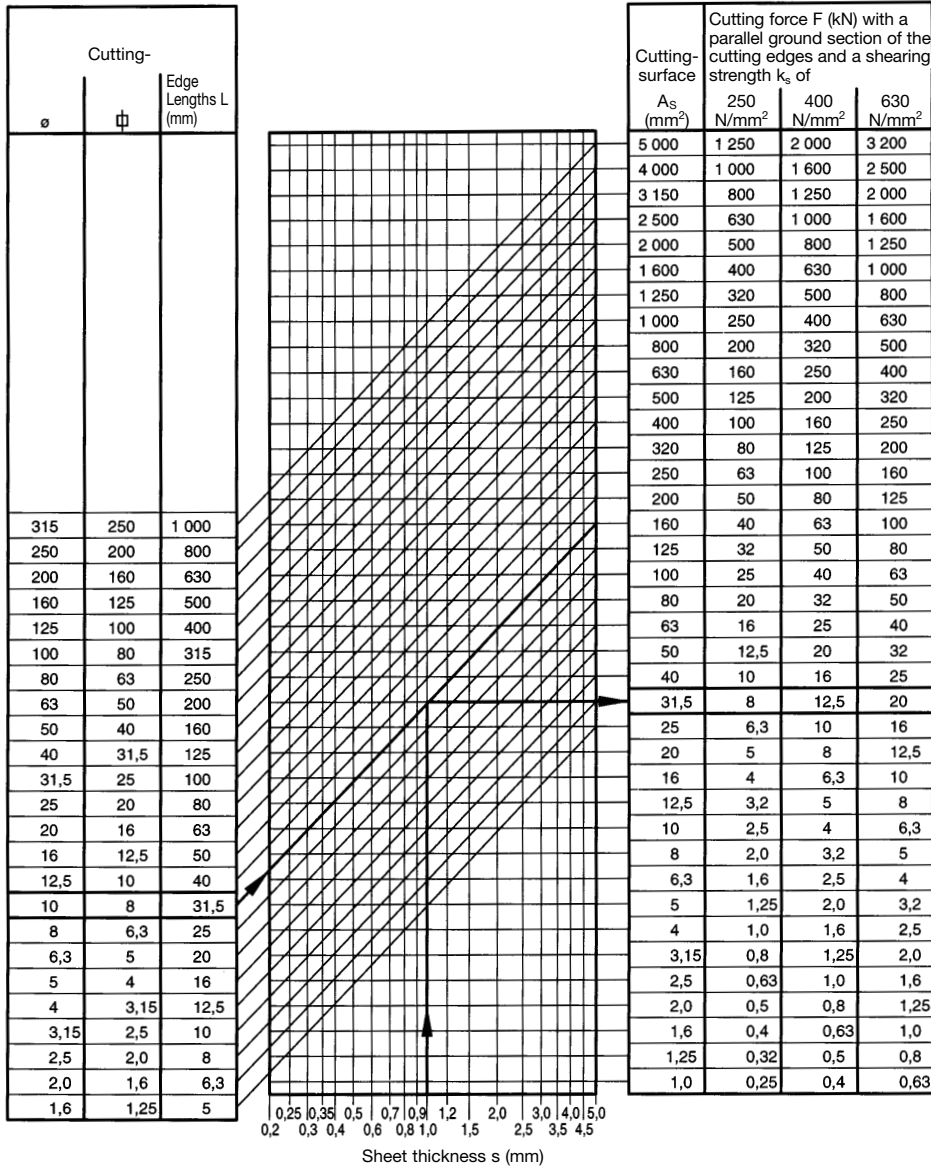 Cutting-
ø ⌷ Edge Lengths L (mm)
315 250 1 000
250 200 800
200 160 630
160 125 500
125 100 400
100 80 315
80 63 250
63 50 200
50 40 160
40 31,5 125
31,5 25 100
25 20 80
20 16 63
16 12,5 50
12,5 10 40
10 8 31,5
8 6,3 25
6,3 5 20
5 4 16
4 3,15 12,5
3,15 2,5 10
2,5 2,0 8
2,0 1,6 6,3
1,6 1,25 5
0,25 0,35 0,5 0,7 0,9 1,2 2,0 3,0 4,0 5,0
0,2 0,3 0,4 0,6 0,8 1,0 1,5 2,5 3,5 4,5
Sheet thickness s (mm)
Cutting-surface A_S (mm²)
Cutting force F (kN) with a
parallel ground section of the
cutting edges and a shearing
strength k_s of
250 N/mm² 400 N/mm² 630 N/mm²
5 000 1 250 2 000 3 200
4 000 1 000 1 600 2 500
3 150 800 1 250 2 000
2 500 630 1 000 1 600
2 000 500 800 1 250
1 600 400 630 1 000
1 250 320 500 800
1 000 250 400 630
800 200 320 500
630 160 250 400
500 125 200 320
400 100 160 250
320 80 125 200
250 63 100 160
200 50 80 125
160 40 63 100
125 32 50 80
100 25 40 63
80 20 32 50
63 16 25 40
50 12,5 20 32
40 10 16 25
31,5 8 12,5 20
25 6,3 10 16
20 5 8 12,5
16 4 6,3 10
12,5 3,2 5 8
10 2,5 4 6,3
8 2,0 3,2 5
6,3 1,6 2,5 4
5 1,25 2,0 3,2
4 1,0 1,6 2,5
3,15 0,8 1,25 2,0
2,5 0,63 1,0 1,6
2,0 0,5 0,8 1,25
1,6 0,4 0,63 1,0
1,25 0,32 0,5 0,8
1,0 0,25 0,4 0,63